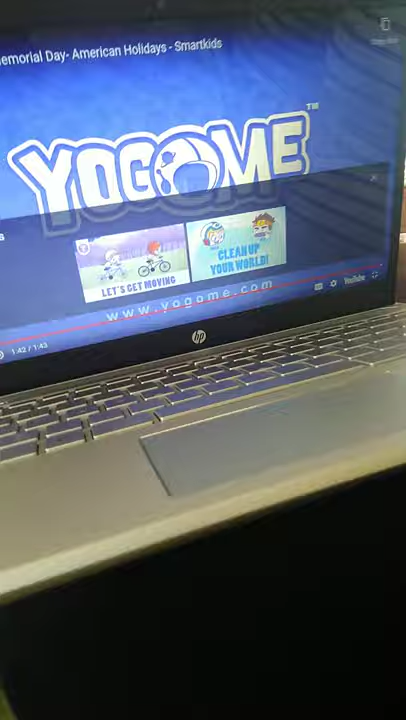 emorial Day- American Holidays - Smartkids
YOGOME™
LET'S GET MOVING
CLEAN UP
YOUR WORLD!
www.yogome.com
YouTube
1:42 / 1:43
hp